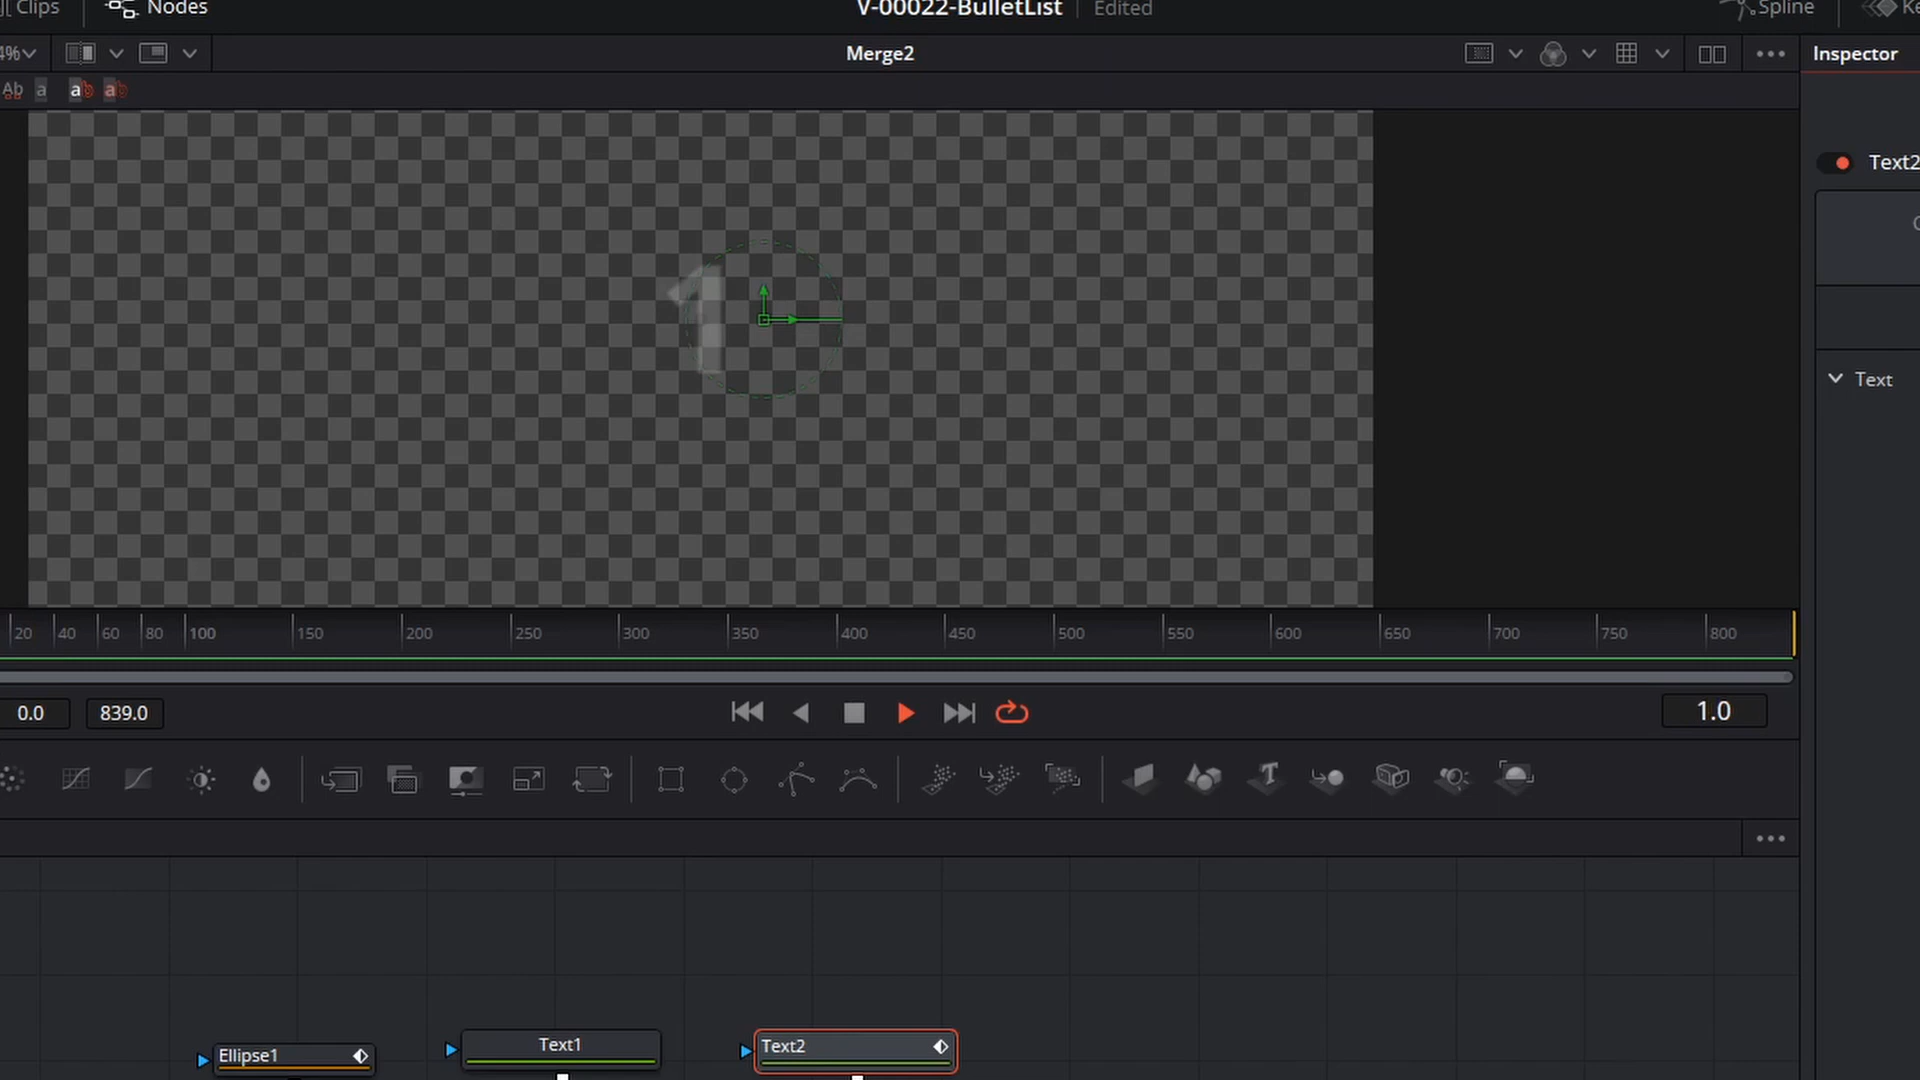 Clips
Nodes
V-00022-BulletList
Edited
Spline
4%
Merge2
Inspector
Ab a ab ab
Text2
1
Text
20 40 60 80 100 150 200 250 300 350 400 450 500 550 600 650 700 750 800
0.0
839.0
1.0
Ellipse1
Text1
Text2